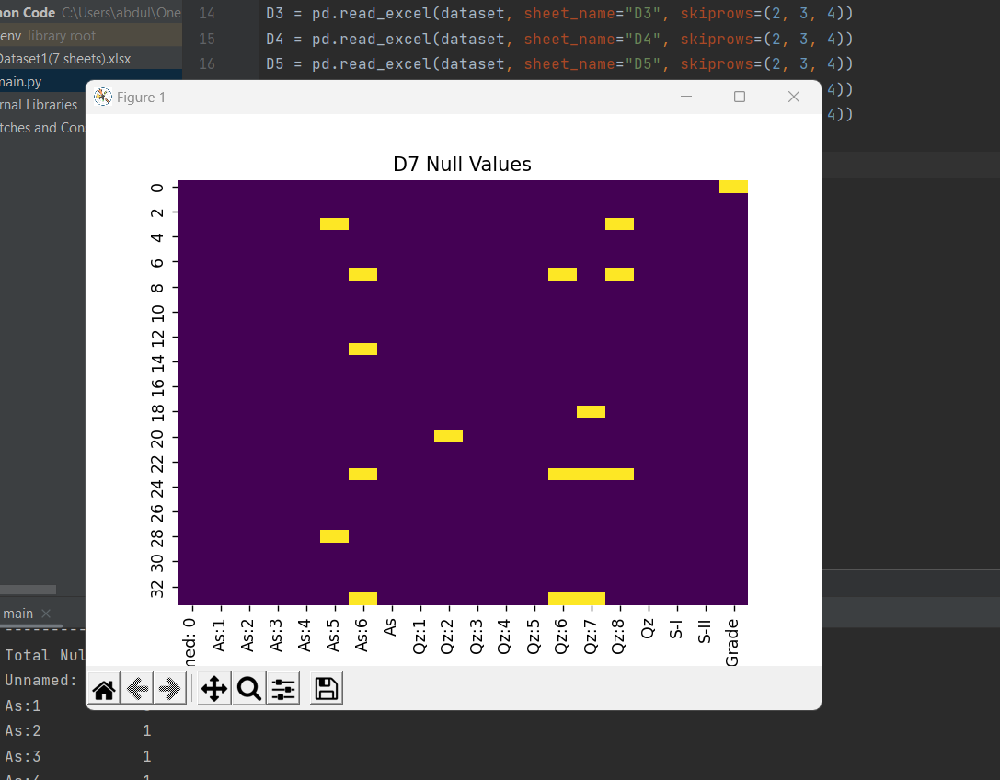 non Code C:\Users\abdul\One
env library root
Dataset1(7 sheets).xlsx
main.py
rnal Libraries
tches and Con
14 D3 = pd.read_excel(dataset, sheet_name="D3", skiprows=(2, 3, 4))
15 D4 = pd.read_excel(dataset, sheet_name="D4", skiprows=(2, 3, 4))
16 D5 = pd.read_excel(dataset, sheet_name="D5", skiprows=(2, 3, 4))
4))
4))
Figure 1
D7 Null Values
0
2
4
6
8
10
12
14
16
18
20
22
24
26
28
30
32
ned: 0
As:1
As:2
As:3
As:4
As:5
As:6
As
Qz:1
Qz:2
Qz:3
Qz:4
Qz:5
Qz:6
Qz:7
Qz:8
Qz
S-I
S-II
Grade
main
Total Nul
Unnamed:
As:1
As:2 1
As:3 1